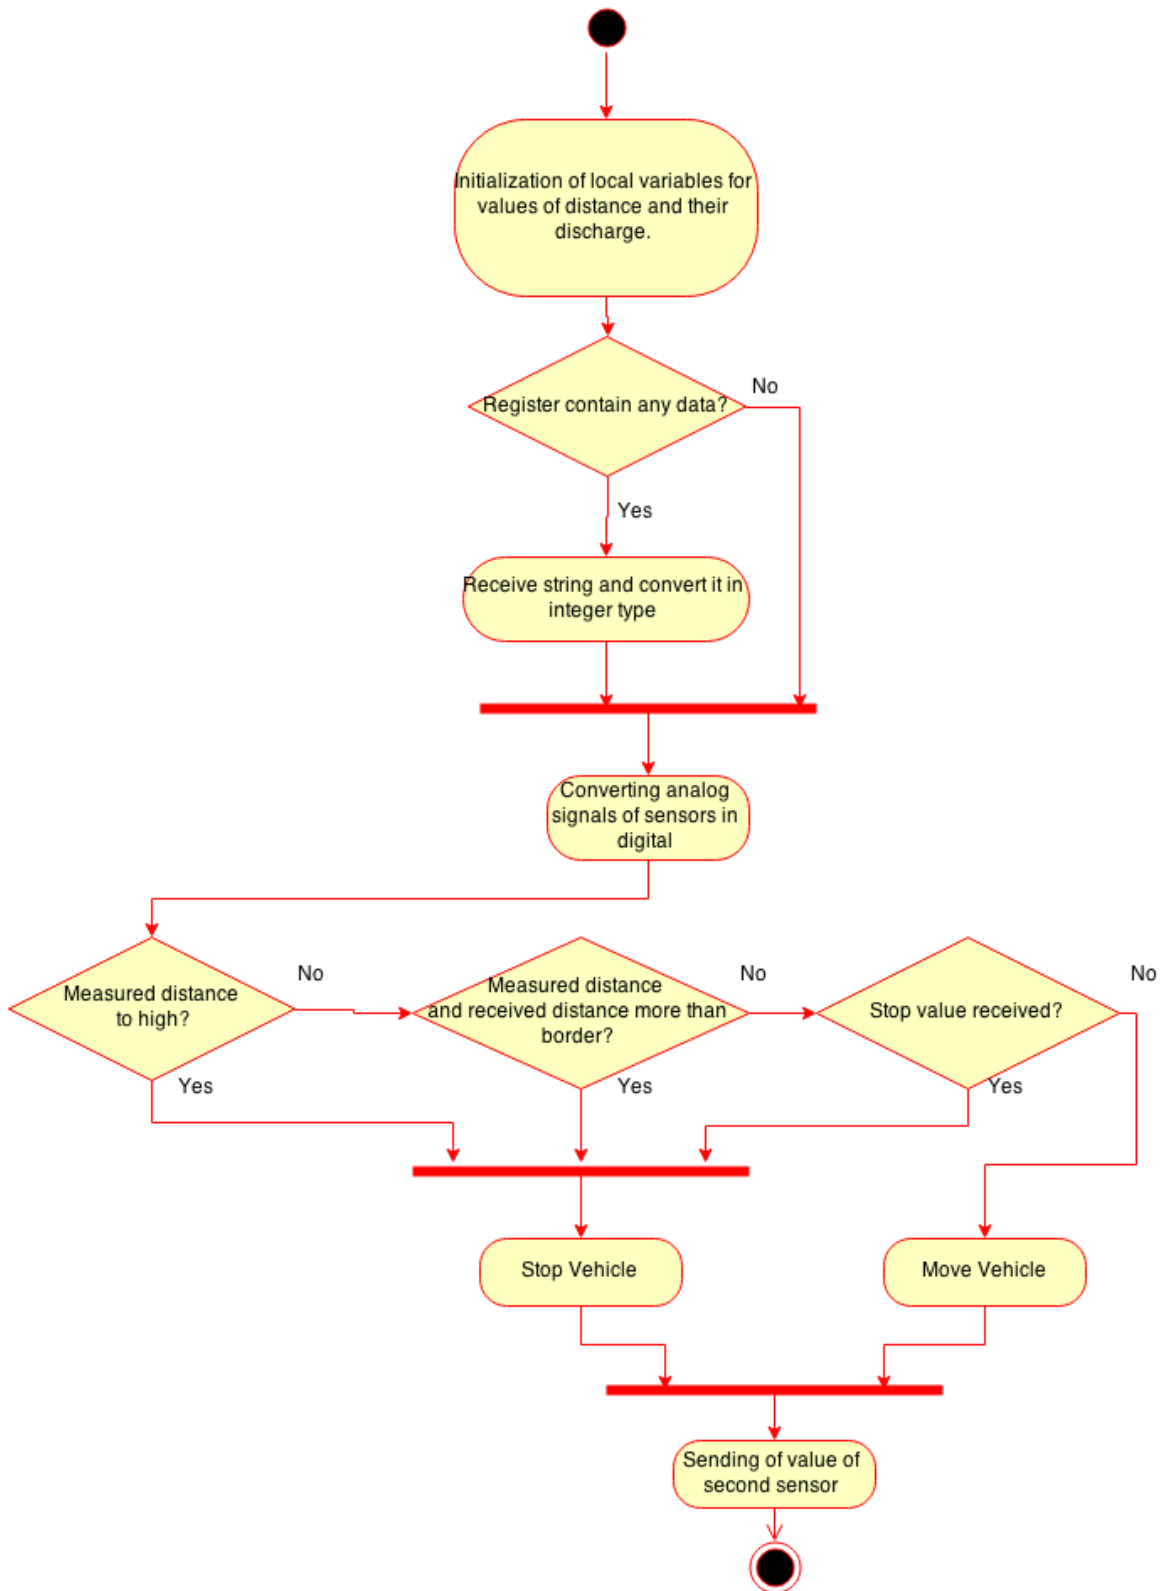 Initialization of local variables for
values of distance and their
discharge.
No
Register contain any data?
Yes
Receive string and convert it in
integer type
Converting analog
signals of sensors in
digital
Measured distance
to high?
No
Yes
Measured distance
and received distance more than
border?
No
Yes
Stop value received?
No
Yes
Stop Vehicle
Move Vehicle
Sending of value of
second sensor